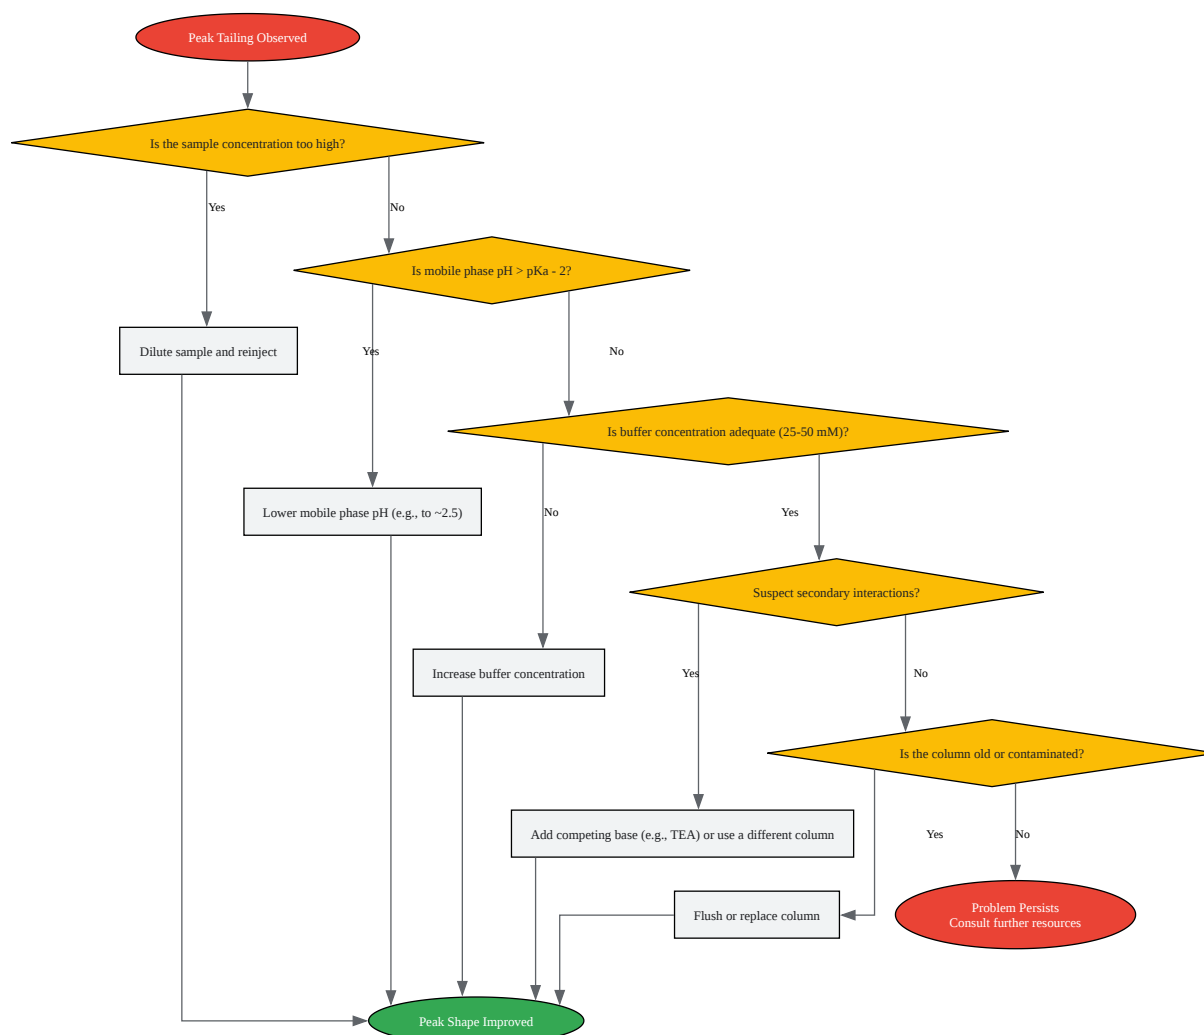 Peak Tailing Observed
Is the sample concentration too high?
Yes
No
Is mobile phase pH > pKa - 2?
Dilute sample and reinject
Yes
No
Is buffer concentration adequate (25-50 mM)?
Lower mobile phase pH (e.g., to ~2.5)
No
Yes
Suspect secondary interactions?
Increase buffer concentration
Yes
No
Is the column old or contaminated?
Add competing base (e.g., TEA) or use a different column
Yes
No
Flush or replace column
Problem Persists
Consult further resources
Peak Shape Improved